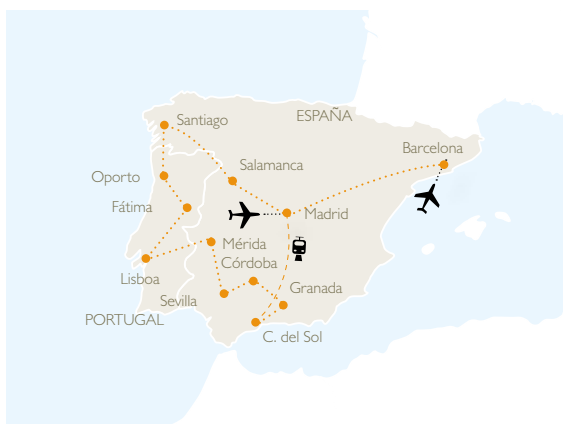 ESPAÑA
Santiago
Barcelona
Salamanca
Oporto
Fátima
Madrid
Mérida
Córdoba
Lisboa
Granada
Sevilla
PORTUGAL
C. del Sol